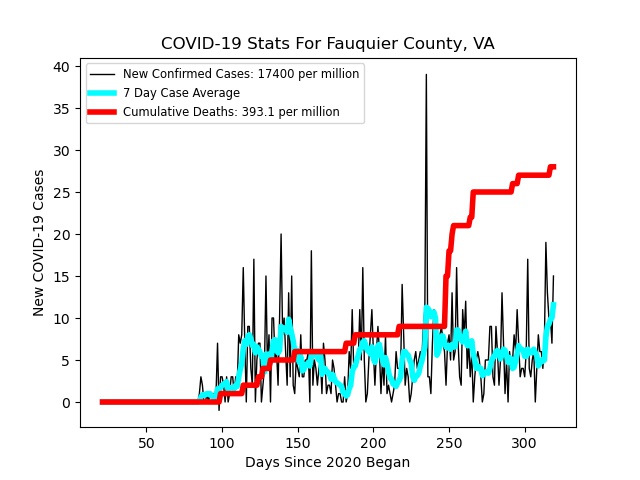 COVID-19 Stats For Fauquier County, VA
New Confirmed Cases: 17400 per million
7 Day Case Average
Cumulative Deaths: 393.1 per million
New COVID-19 Cases
40
35
30
25
20
15
10
5
0
50 100 150 200 250 300
Days Since 2020 Began